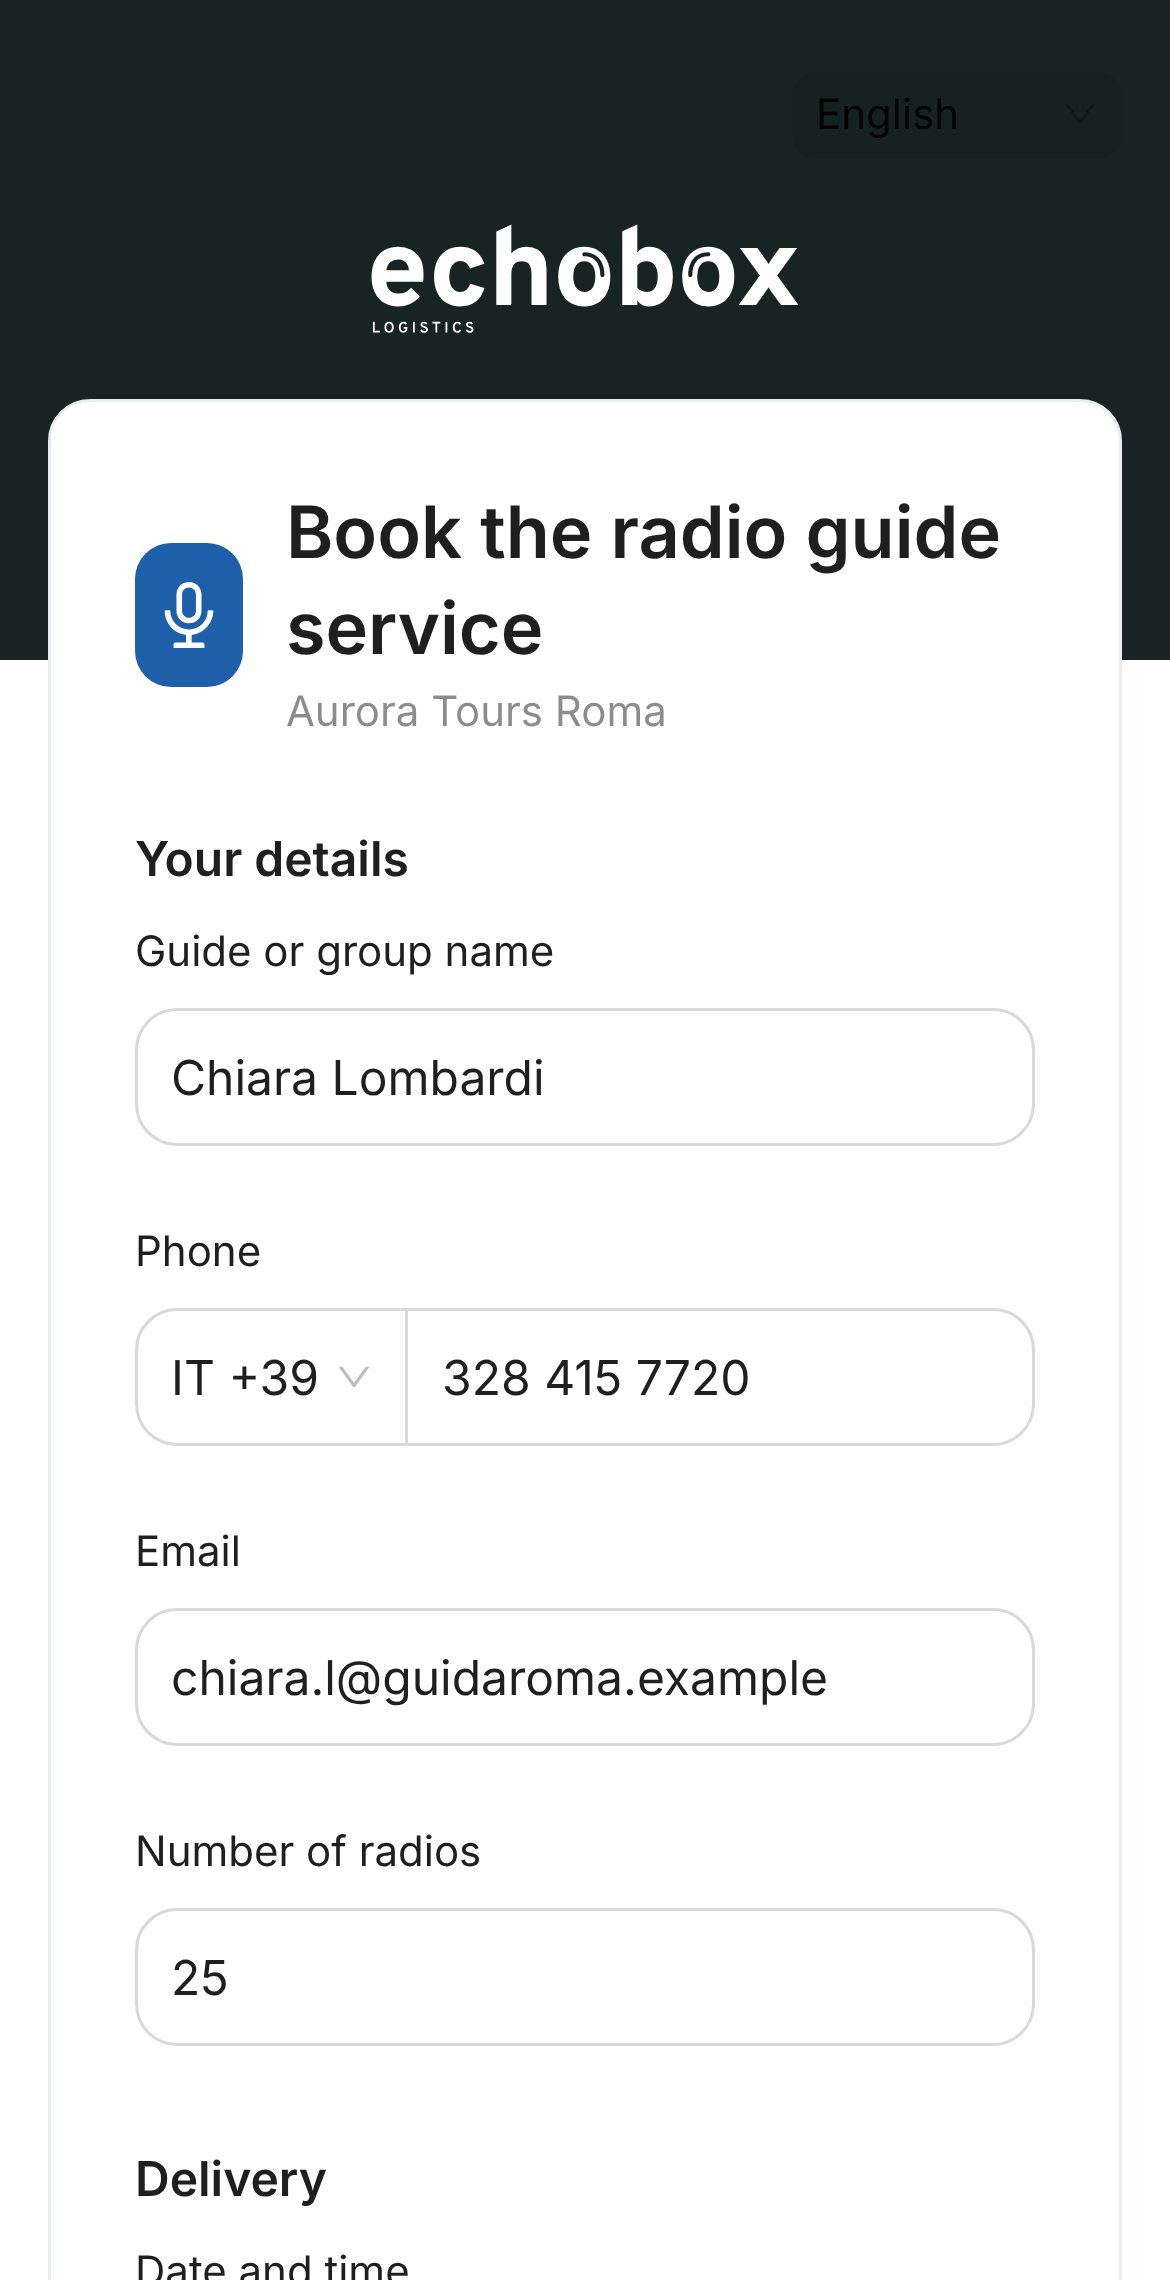 English
echobox
LOGISTICS
Book the radio guide
service
Aurora Tours Roma
Your details
Guide or group name
Chiara Lombardi
Phone
IT +39
328 415 7720
Email
chiara.l@guidaroma.example
Number of radios
25
Delivery
Date and time